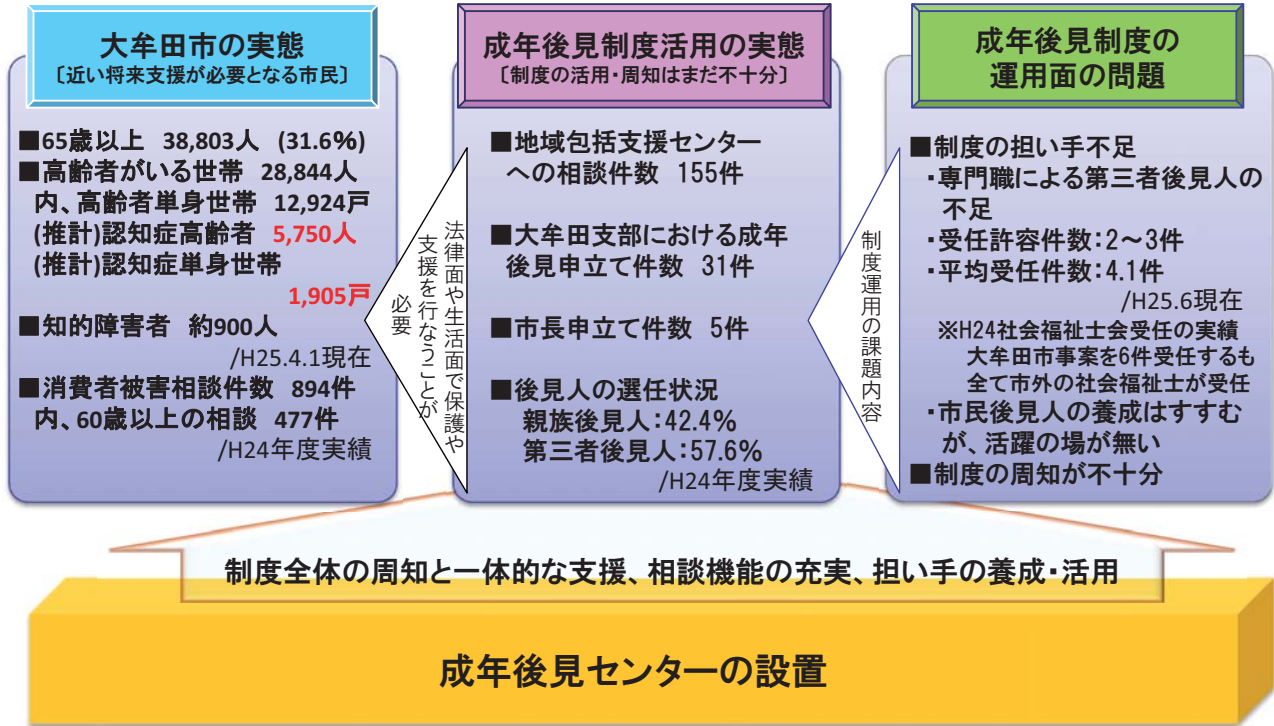 大牟田市の実態
〔近い将来支援が必要となる市民〕
■65歳以上 38,803人 (31.6%)
■高齢者がいる世帯 28,844人
内、高齢者単身世帯 12,924戸
(推計)認知症高齢者 5,750人
(推計)認知症単身世帯
1,905戸
■知的障害者 約900人
/H25.4.1現在
■消費者被害相談件数 894件
内、60歳以上の相談 477件
/H24年度実績
法律面や生活面で保護や
支援を行なうことが
必要
成年後見制度活用の実態
〔制度の活用・周知はまだ不十分〕
■地域包括支援センター
への相談件数 155件
■大牟田支部における成年
後見申立て件数 31件
■市長申立て件数 5件
■後見人の選任状況
親族後見人:42.4%
第三者後見人:57.6%
/H24年度実績
制度運用の課題内容
成年後見制度の
運用面の問題
■制度の担い手不足
・専門職による第三者後見人の
不足
・受任許容件数:2～3件
・平均受任件数:4.1件
/H25.6現在
※H24社会福祉士会受任の実績
大牟田市事案を6件受任するも
全て市外の社会福祉士が受任
・市民後見人の養成はすすむ
が、活躍の場が無い
■制度の周知が不十分
制度全体の周知と一体的な支援、相談機能の充実、担い手の養成・活用
成年後見センターの設置